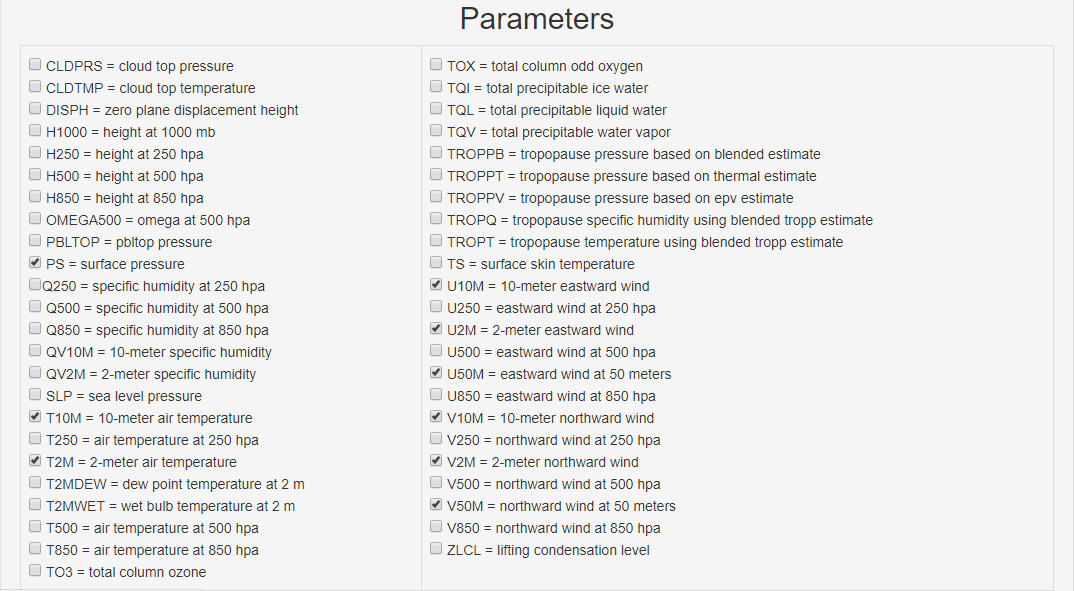 Parameters
CLDPRS = cloud top pressure
CLDTMP = cloud top temperature
DISPH = zero plane displacement height
H1000 = height at 1000 mb
H250 = height at 250 hpa
H500 = height at 500 hpa
H850 = height at 850 hpa
OMEGA500 = omega at 500 hpa
PBLTOP = pbltop pressure
PS = surface pressure
Q250 = specific humidity at 250 hpa
Q500 = specific humidity at 500 hpa
Q850 = specific humidity at 850 hpa
QV10M = 10-meter specific humidity
QV2M = 2-meter specific humidity
SLP = sea level pressure
T10M = 10-meter air temperature
T250 = air temperature at 250 hpa
T2M = 2-meter air temperature
T2MDEW = dew point temperature at 2 m
T2MWET = wet bulb temperature at 2 m
T500 = air temperature at 500 hpa
T850 = air temperature at 850 hpa
TO3 = total column ozone
TOX = total column odd oxygen
TQI = total precipitable ice water
TQL = total precipitable liquid water
TQV = total precipitable water vapor
TROPPB = tropopause pressure based on blended estimate
TROPPT = tropopause pressure based on thermal estimate
TROPPV = tropopause pressure based on epv estimate
TROPQ = tropopause specific humidity using blended tropp estimate
TROPT = tropopause temperature using blended tropp estimate
TS = surface skin temperature
U10M = 10-meter eastward wind
U250 = eastward wind at 250 hpa
U2M = 2-meter eastward wind
U500 = eastward wind at 500 hpa
U50M = eastward wind at 50 meters
U850 = eastward wind at 850 hpa
V10M = 10-meter northward wind
V250 = northward wind at 250 hpa
V2M = 2-meter northward wind
V500 = northward wind at 500 hpa
V50M = northward wind at 50 meters
V850 = northward wind at 850 hpa
ZLCL = lifting condensation level